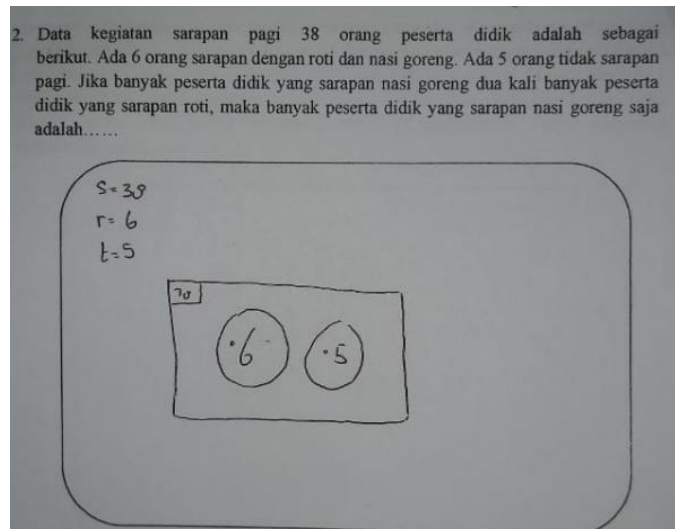 2. Data kegiatan sarapan pagi 38 orang peserta didik adalah sebagai
berikut. Ada 6 orang sarapan dengan roti dan nasi goreng. Ada 5 orang tidak sarapan
pagi. Jika banyak peserta didik yang sarapan nasi goreng dua kali banyak peserta
didik yang sarapan roti, maka banyak peserta didik yang sarapan nasi goreng saja
adalah......
S = 38
r = 6
t = 5
.6
.5